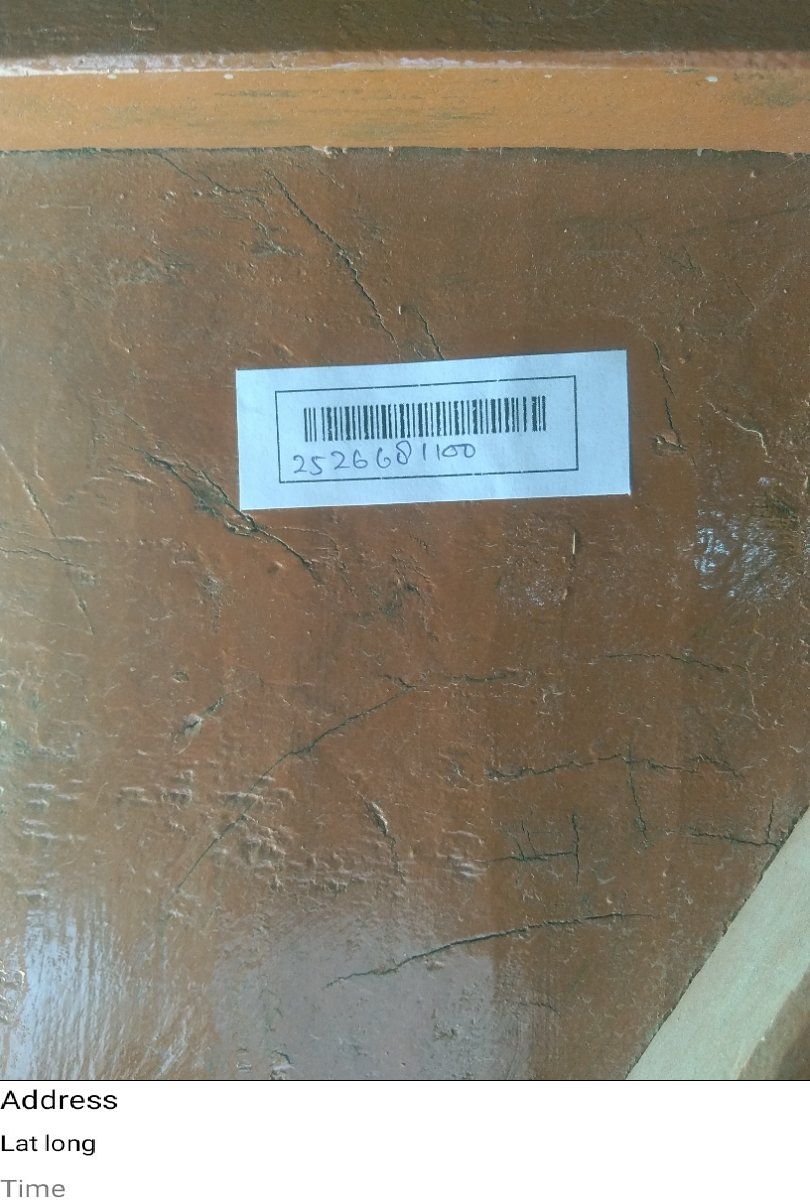 2526681100
Address
Lat long
Time